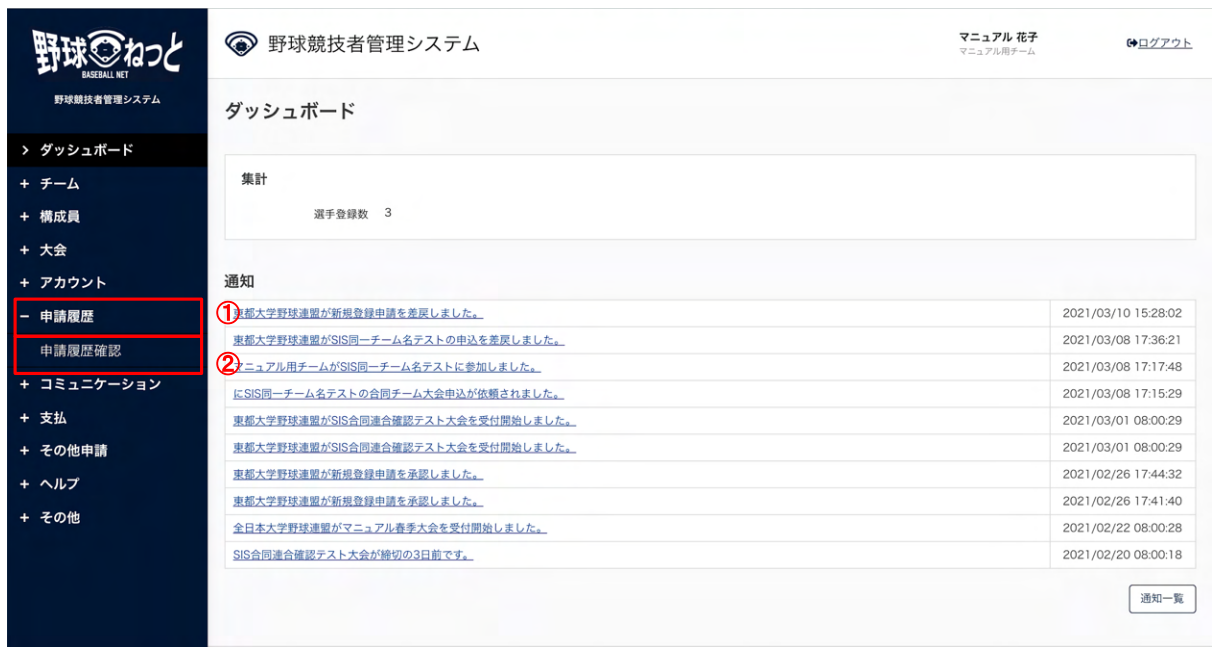 野球ねっと
BASEBALL NET
野球競技者管理システム
> ダッシュボード
+ チーム
+ 構成員
+ 大会
+ アカウント
− 申請履歴
申請履歴確認
+ コミュニケーション
+ 支払
+ その他申請
+ ヘルプ
+ その他
野球競技者管理システム
マニュアル 花子
マニュアル用チーム
ログアウト
ダッシュボード
集計
選手登録数 3
通知
① 東都大学野球連盟が新規登録申請を差戻しました。 2021/03/10 15:28:02
東都大学野球連盟がSIS同一チーム名テストの申込を差戻しました。 2021/03/08 17:36:21
② マニュアル用チームがSIS同一チーム名テストに参加しました。 2021/03/08 17:17:48
にSIS同一チーム名テストの合同チーム大会申込が依頼されました。 2021/03/08 17:15:29
東都大学野球連盟がSIS合同連合確認テスト大会を受付開始しました。 2021/03/01 08:00:29
東都大学野球連盟がSIS合同連合確認テスト大会を受付開始しました。 2021/03/01 08:00:29
東都大学野球連盟が新規登録申請を承認しました。 2021/02/26 17:44:32
東都大学野球連盟が新規登録申請を承認しました。 2021/02/26 17:41:40
全日本大学野球連盟がマニュアル春季大会を受付開始しました。 2021/02/22 08:00:28
SIS合同連合確認テスト大会が締切の3日前です。 2021/02/20 08:00:18
通知一覧